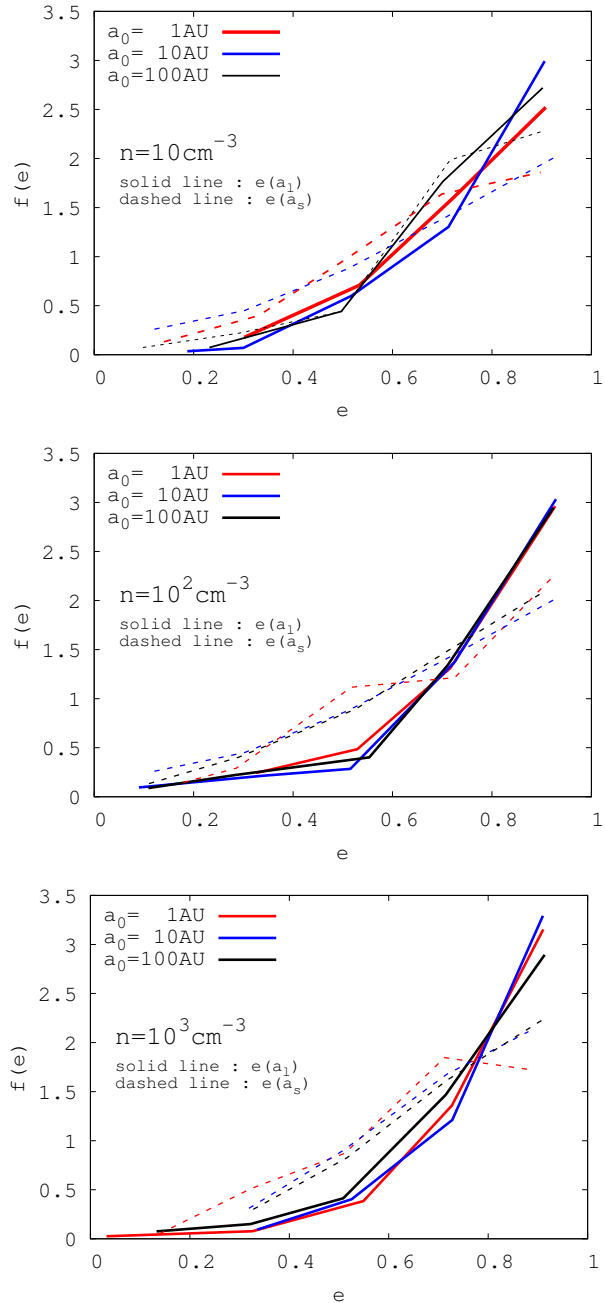 3.5
3
2.5
2
1.5
1
0.5
0
f(e)
a₀= 1AU
a₀= 10AU
a₀=100AU
n=10cm⁻³
solid line : e(aₗ)
dashed line : e(aₛ)
0 0.2 0.4 0.6 0.8 1
e
3.5
3
2.5
2
1.5
1
0.5
0
f(e)
a₀= 1AU
a₀= 10AU
a₀=100AU
n=10²cm⁻³
solid line : e(aₗ)
dashed line : e(aₛ)
0 0.2 0.4 0.6 0.8 1
e
3.5
3
2.5
2
1.5
1
0.5
0
f(e)
a₀= 1AU
a₀= 10AU
a₀=100AU
n=10³cm⁻³
solid line : e(aₗ)
dashed line : e(aₛ)
0 0.2 0.4 0.6 0.8 1
e